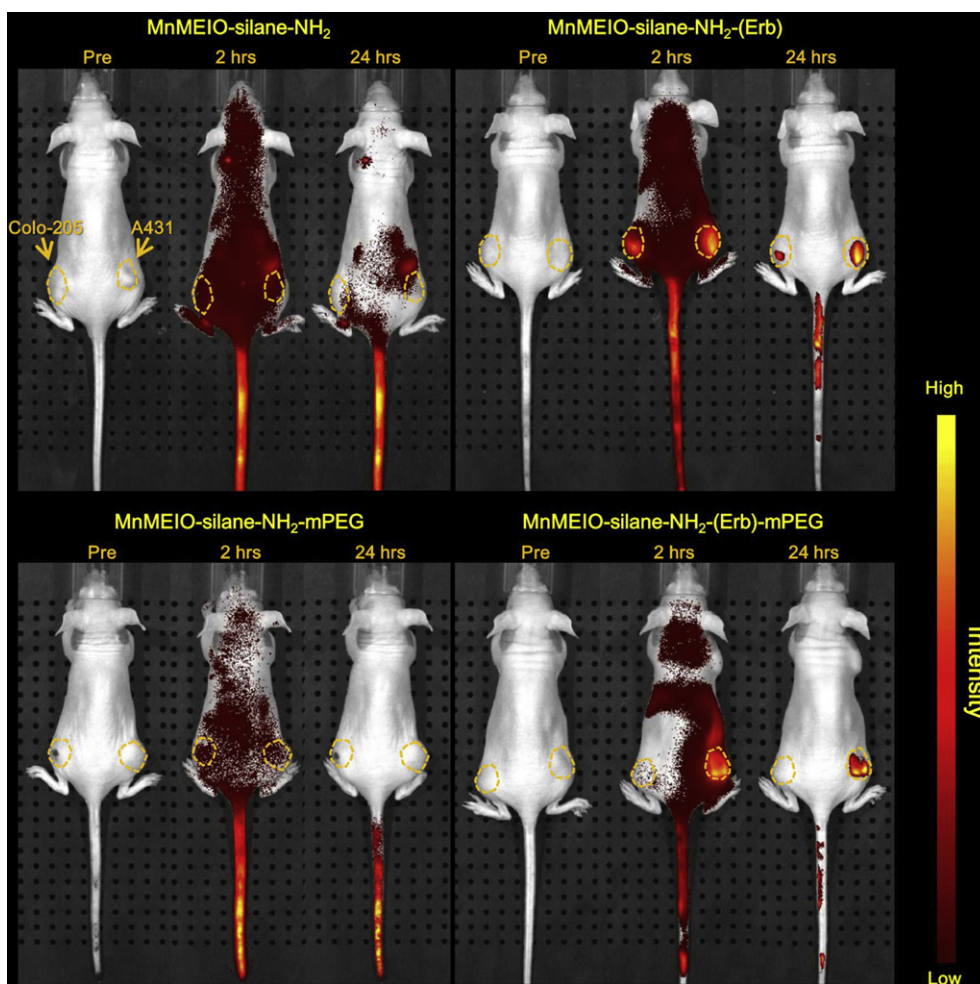 MnMEIO-silane-NH₂
Pre 2 hrs 24 hrs
Colo-205 A431
MnMEIO-silane-NH₂-(Erb)
Pre 2 hrs 24 hrs
High
Intensity
Low
MnMEIO-silane-NH₂-mPEG
Pre 2 hrs 24 hrs
MnMEIO-silane-NH₂-(Erb)-mPEG
Pre 2 hrs 24 hrs